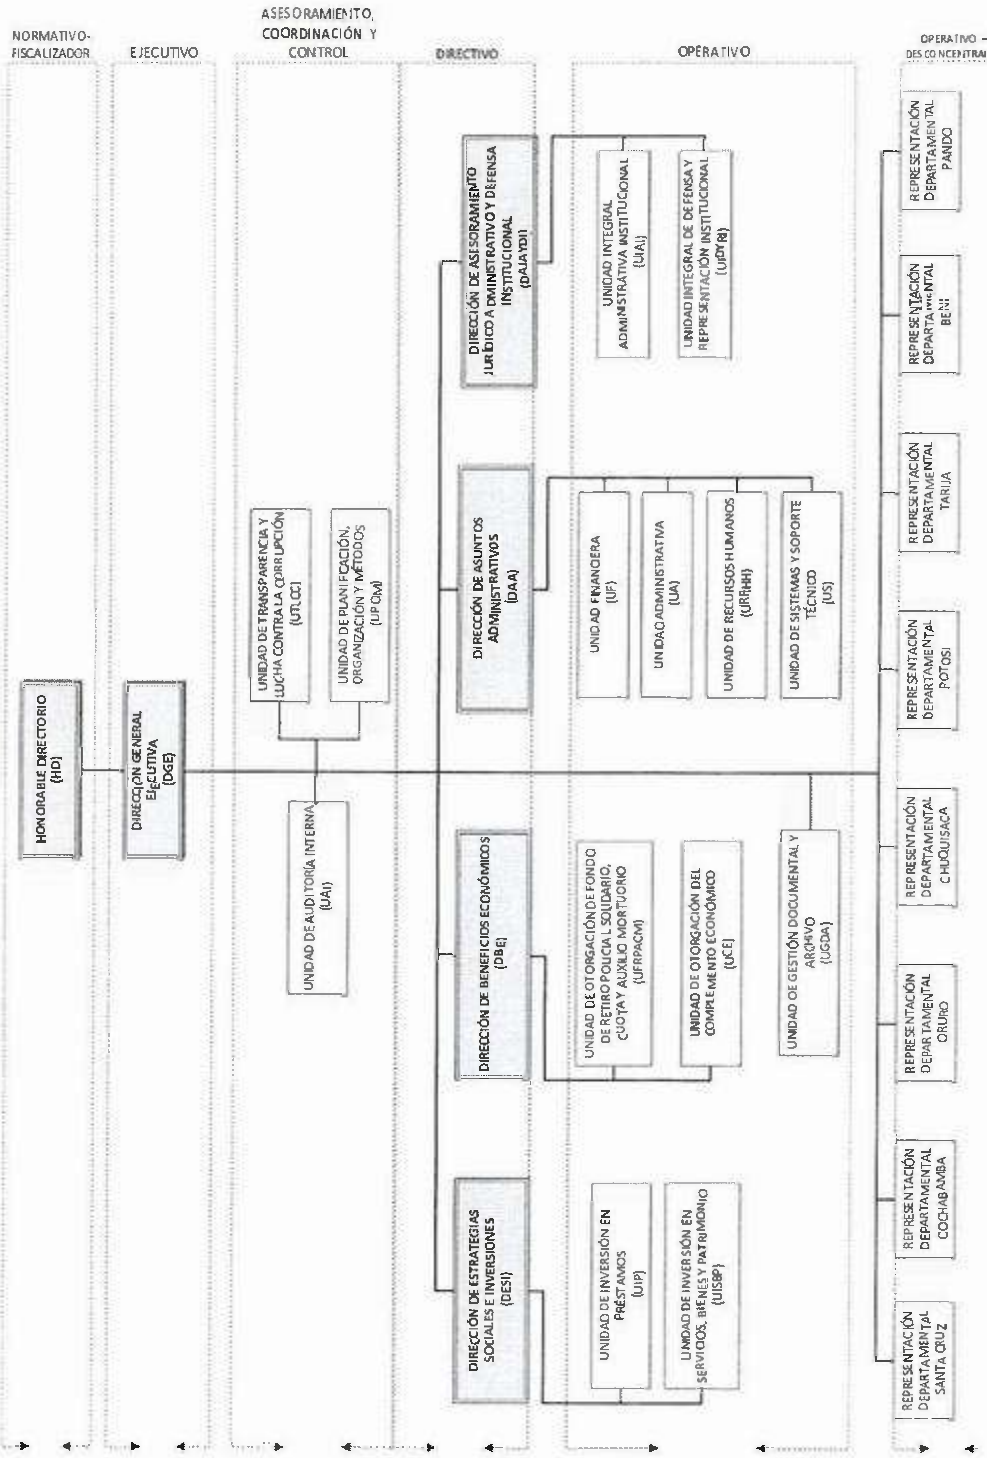 NORMATIVO-
FISCALIZADOR
EJECUTIVO
ASESORAMIENTO,
COORDINACIÓN Y
CONTROL
DIRECTIVO
OPERATIVO
OPERATIVO –
HONORABLE DIRECTORIO
(HD)
DIRECCIÓN GENERAL
EJECUTIVA
(DGE)
UNIDAD DE AUDITORÍA INTERNA
(UAI)
UNIDAD DE TRANSPARENCIA Y
LUCHA CONTRA LA CORRUPCIÓN
(UTLCC)
UNIDAD DE PLANIFICACIÓN,
ORGANIZACIÓN Y MÉTODOS
(UPOM)
DIRECCIÓN DE ESTRATEGIAS
SOCIALES E INVERSIONES
(DESI)
DIRECCIÓN DE BENEFICIOS ECONÓMICOS
(DBE)
DIRECCIÓN DE ASUNTOS
ADMINISTRATIVOS
(DAA)
DIRECCIÓN DE ASESORAMIENTO
JURÍDICO ADMINISTRATIVO Y DEFENSA
INSTITUCIONAL
(DAJAYDI)
UNIDAD DE INVERSIÓN EN
PRÉSTAMOS
(UIP)
UNIDAD DE INVERSIÓN EN
SERVICIOS, BIENES Y PATRIMONIO
(UISBP)
UNIDAD DE OTORGACIÓN DE FONDO
DE RETIRO POLICIAL SOLIDARIO,
CUOTA Y AUXILIO MORTUORIO
(UFRPACM)
UNIDAD DE OTORGACIÓN DEL
COMPLEMENTO ECONÓMICO
(UCE)
UNIDAD DE GESTIÓN DOCUMENTAL Y
ARCHIVO
(UGDA)
UNIDAD FINANCIERA
(UF)
UNIDAD ADMINISTRATIVA
(UA)
UNIDAD DE RECURSOS HUMANOS
(URRHH)
UNIDAD DE SISTEMAS Y SOPORTE
TÉCNICO
(US)
UNIDAD INTEGRAL
ADMINISTRATIVA INSTITUCIONAL
(UIAI)
UNIDAD INTEGRAL DE DEFENSA Y
REPRESENTACIÓN INSTITUCIONAL
(UIDYRI)
REPRESENTACIÓN
DEPARTAMENTAL
SANTA CRUZ
REPRESENTACIÓN
DEPARTAMENTAL
COCHABAMBA
REPRESENTACIÓN
DEPARTAMENTAL
ORURO
REPRESENTACIÓN
DEPARTAMENTAL
CHUQUISACA
REPRESENTACIÓN
DEPARTAMENTAL
POTOSI
REPRESENTACIÓN
DEPARTAMENTAL
TARIJA
REPRESENTACIÓN
DEPARTAMENTAL
BENI
REPRESENTACIÓN
DEPARTAMENTAL
PANDO